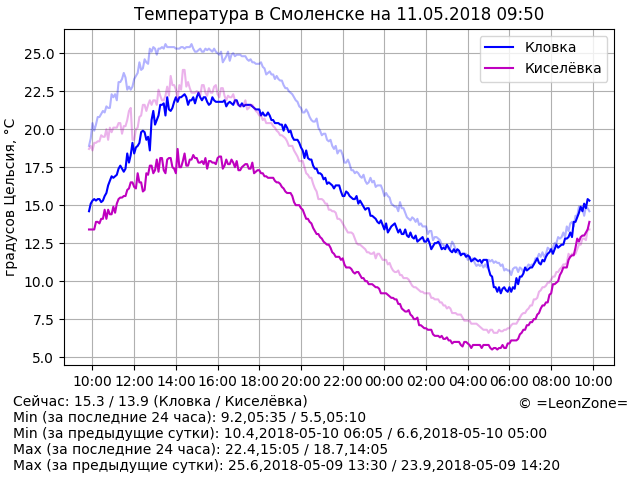 Температура в Смоленске на 11.05.2018 09:50
градусов Цельсия, °C
25.0
22.5
20.0
17.5
15.0
12.5
10.0
7.5
5.0
Кловка
Киселёвка
10:00 12:00 14:00 16:00 18:00 20:00 22:00 00:00 02:00 04:00 06:00 08:00 10:00
Сейчас: 15.3 / 13.9 (Кловка / Киселёвка)
© =LeonZone=
Min (за последние 24 часа): 9.2,05:35 / 5.5,05:10
Min (за предыдущие сутки): 10.4,2018-05-10 06:05 / 6.6,2018-05-10 05:00
Max (за последние 24 часа): 22.4,15:05 / 18.7,14:05
Max (за предыдущие сутки): 25.6,2018-05-09 13:30 / 23.9,2018-05-09 14:20